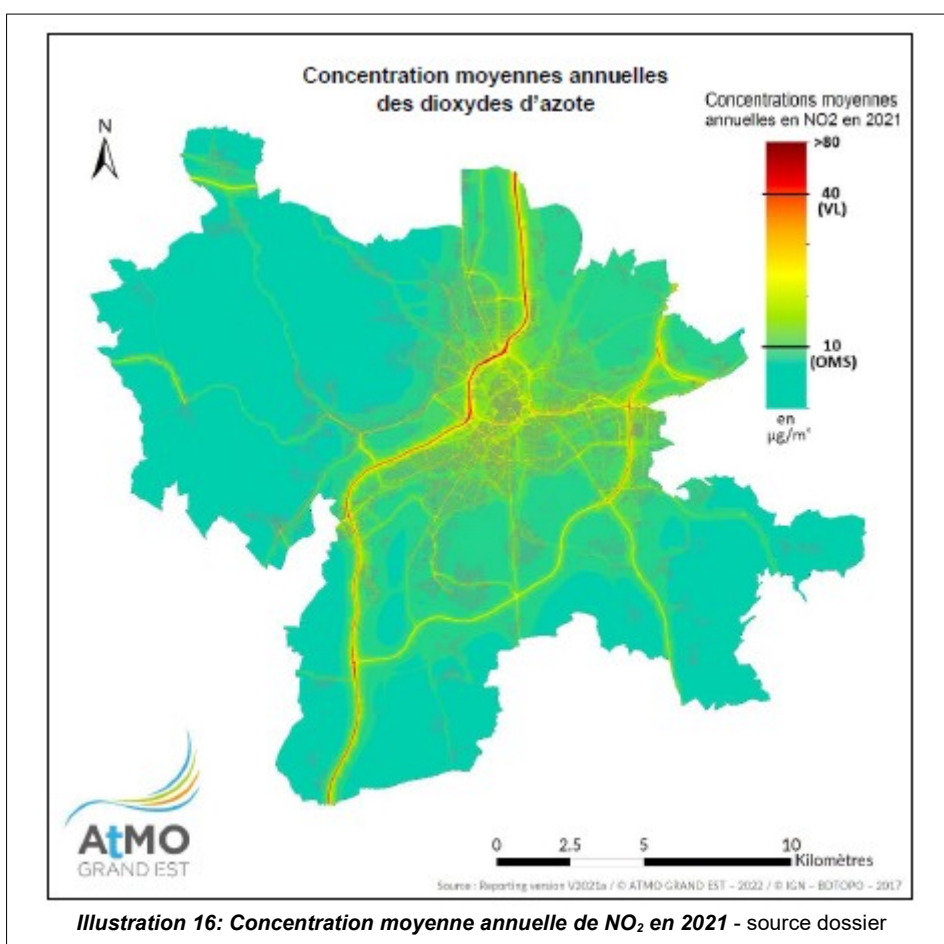 Concentration moyennes annuelles
des dioxydes d'azote
Concentrations moyennes
annuelles en NO2 en 2021
>80
40
(VL)
10
(OMS)
en
µg/m³
N
AtMO
GRAND EST
0 2.5 5 10
Kilomètres
Source : Reporting version V2021a / © ATMO GRAND EST - 2022 / © IGN - BDTOPO - 2017
Illustration 16: Concentration moyenne annuelle de NO₂ en 2021 - source dossier